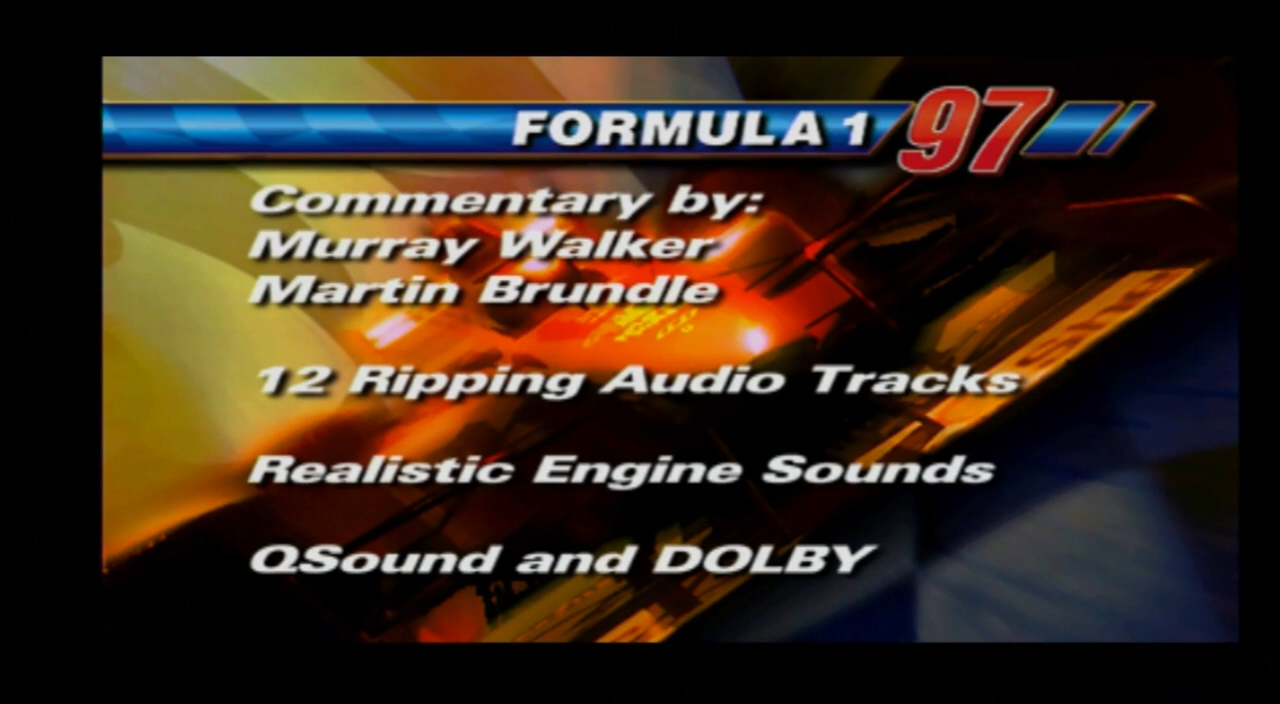 FORMULA 1 97
Commentary by:
Murray Walker
Martin Brundle
12 Ripping Audio Tracks
Realistic Engine Sounds
QSound and DOLBY
Shell